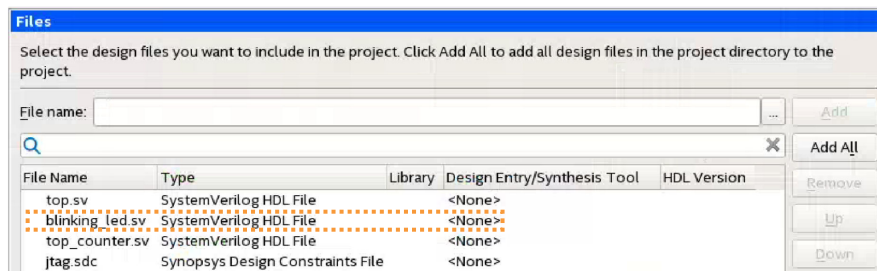 Files
Select the design files you want to include in the project. Click Add All to add all design files in the project directory to the
project.
File name: ... Add
Add All
File Name Type Library Design Entry/Synthesis Tool HDL Version Remove
top.sv SystemVerilog HDL File <None>
blinking_led.sv SystemVerilog HDL File <None> Up
top_counter.sv SystemVerilog HDL File <None>
jtag.sdc Synopsys Design Constraints File <None> Down